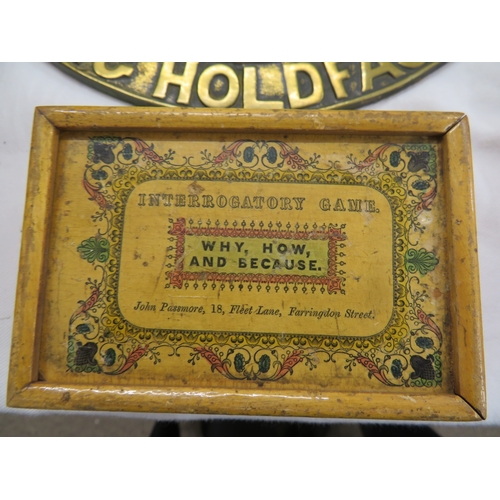 C HOLDFA
INTERROGATORY GAME.
WHY, HOW,
AND BECAUSE.
John Passmore, 18, Fleet Lane, Farringdon Street.